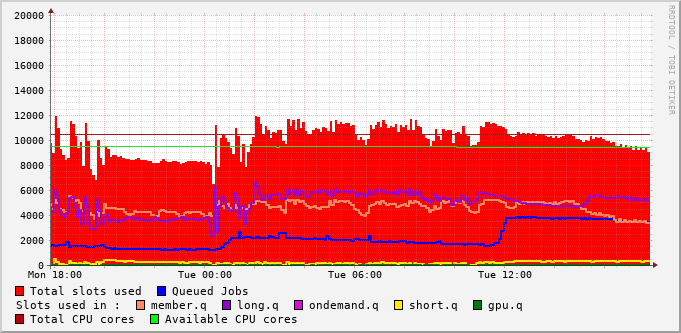 20000
18000
16000
14000
12000
10000
8000
6000
4000
2000
0
Mon 18:00 Tue 00:00 Tue 06:00 Tue 12:00
Total slots used Queued Jobs
Slots used in : member.q long.q ondemand.q short.q gpu.q
Total CPU cores Available CPU cores
RRDTOOL / TOBI OETIKER